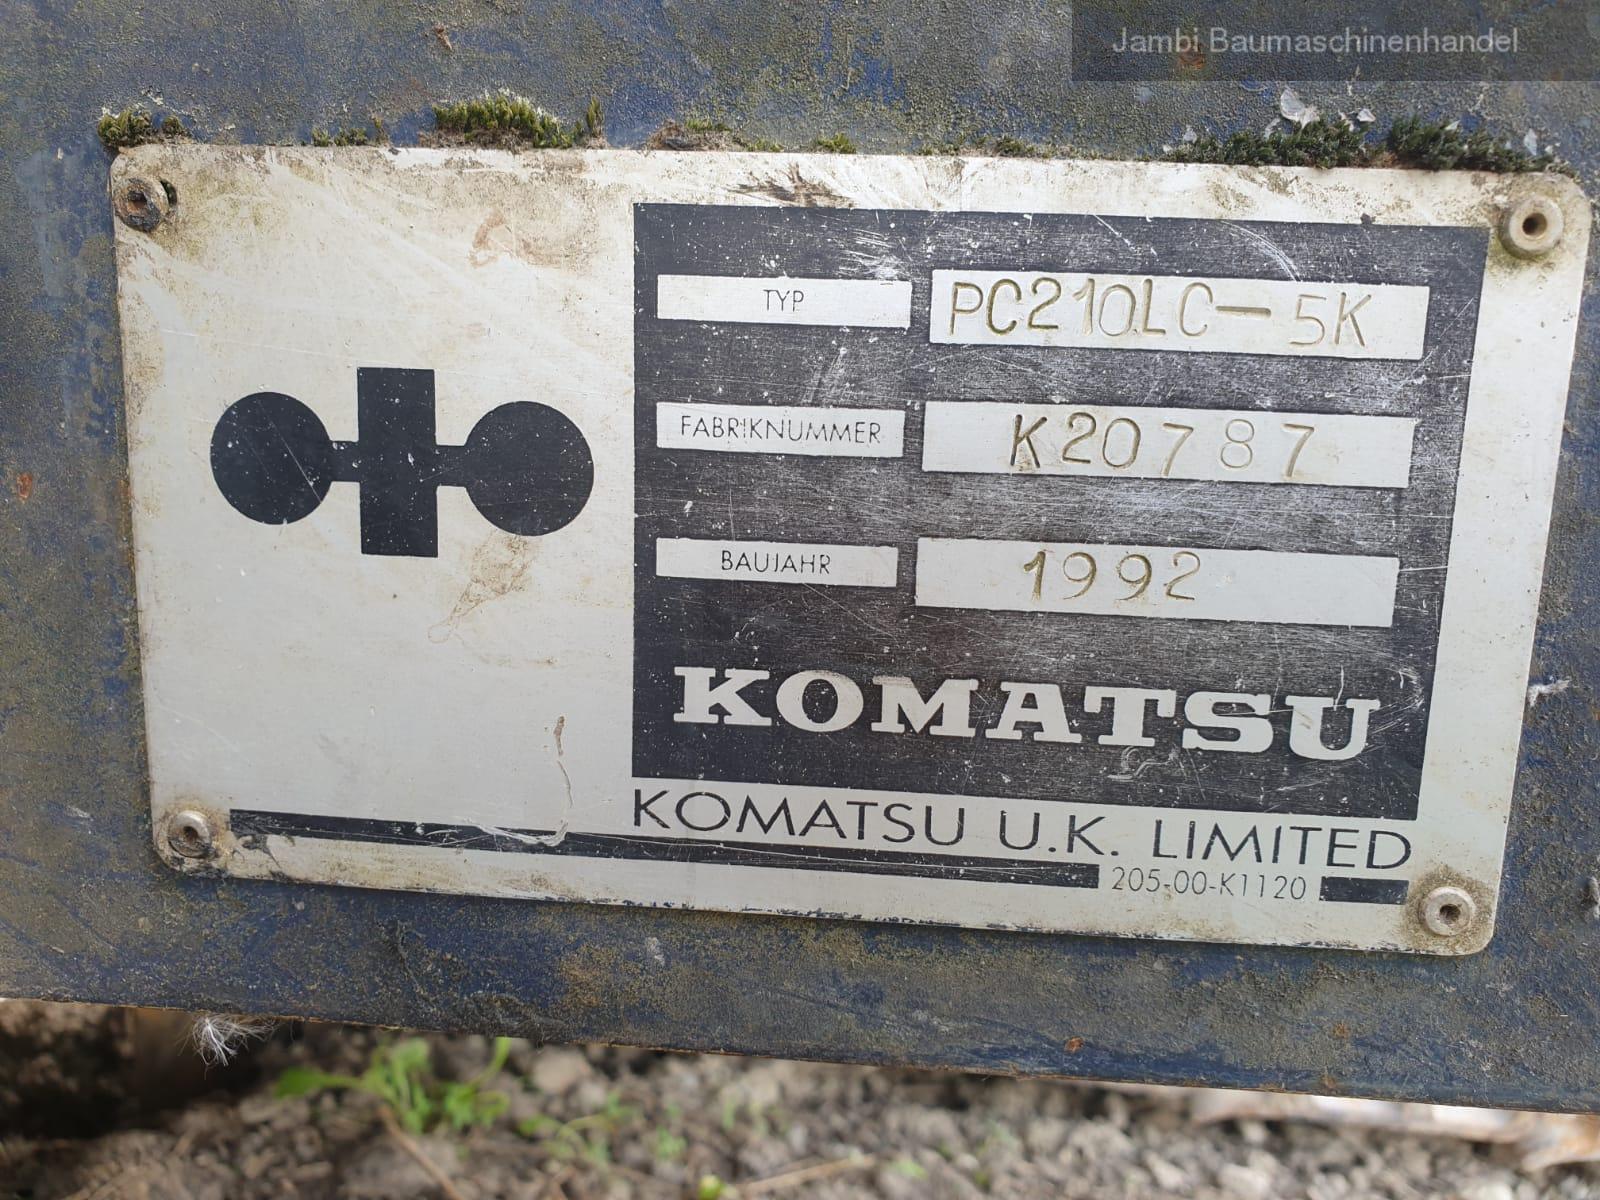 Jambi Baumaschinenhandel
TYP PC210LC-5K
FABRIKNUMMER K20787
BAUJAHR 1992
KOMATSU
KOMATSU U.K. LIMITED
205-00-K1120